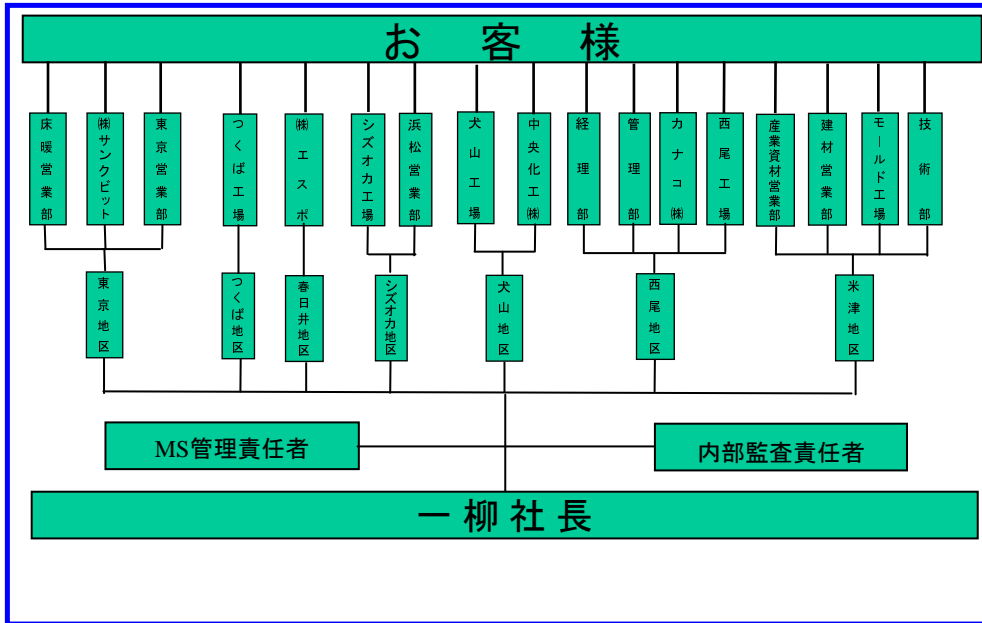 お客様
床暖営業部
㈱サンクビット
東京営業部
つくば工場
㈱エスポ
シズオカ工場
浜松営業部
犬山工場
中央化工㈱
経理部
管理部
カナコ㈱
西尾工場
産業資材営業部
建材営業部
モールド工場
技術部
東京地区
つくば地区
春日井地区
シズオカ地区
犬山地区
西尾地区
米津地区
MS管理責任者
内部監査責任者
一柳社長